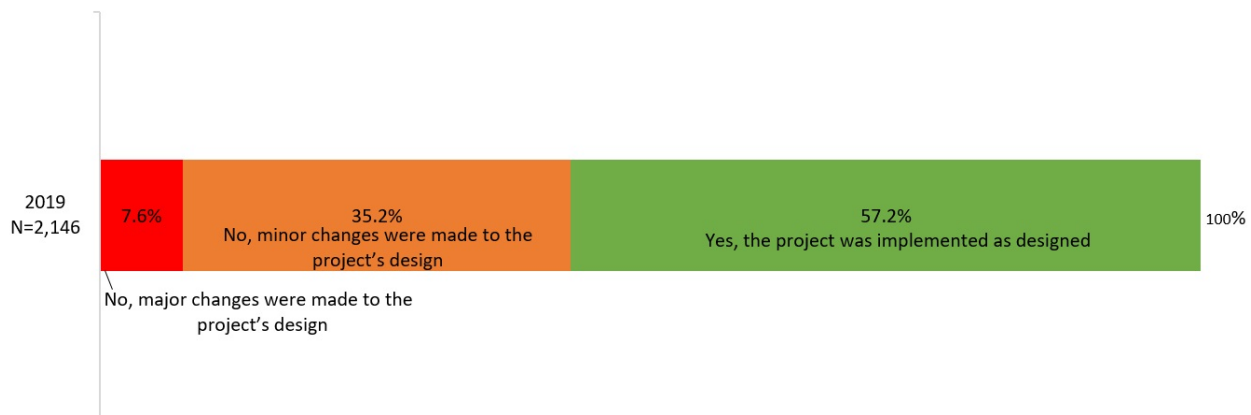 2019
N=2,146
7.6%
35.2%
No, minor changes were made to the
project’s design
57.2%
Yes, the project was implemented as designed
100%
No, major changes were made to the
project’s design